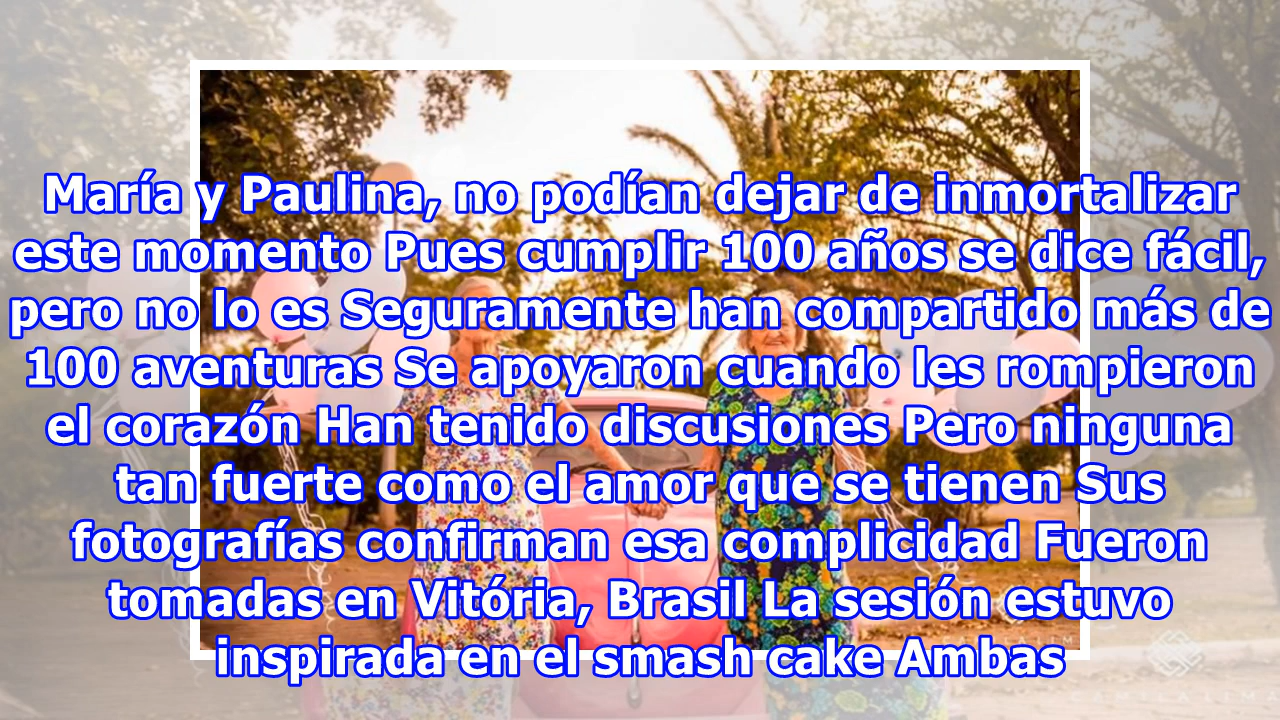 María y Paulina, no podían dejar de inmortalizar
este momento Pues cumplir 100 años se dice fácil,
pero no lo es Seguramente han compartido más de
100 aventuras Se apoyaron cuando les rompieron
el corazón Han tenido discusiones Pero ninguna
tan fuerte como el amor que se tienen Sus
fotografías confirman esa complicidad Fueron
tomadas en Vitória, Brasil La sesión estuvo
inspirada en el smash cake Ambas